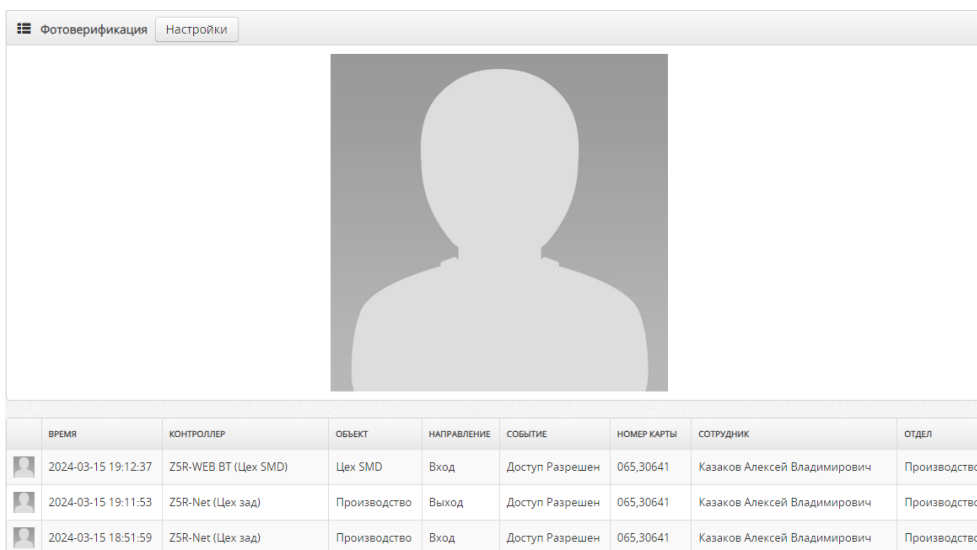 Фотоверификация Настройки
ВРЕМЯ КОНТРОЛЛЕР ОБЪЕКТ НАПРАВЛЕНИЕ СОБЫТИЕ НОМЕР КАРТЫ СОТРУДНИК ОТДЕЛ
2024-03-15 19:12:37 Z5R-WEB BT (Цех SMD) Цех SMD Вход Доступ Разрешен 065,30641 Казаков Алексей Владимирович Производство
2024-03-15 19:11:53 Z5R-Net (Цех зад) Производство Выход Доступ Разрешен 065,30641 Казаков Алексей Владимирович Производство
2024-03-15 18:51:59 Z5R-Net (Цех зад) Производство Вход Доступ Разрешен 065,30641 Казаков Алексей Владимирович Производство